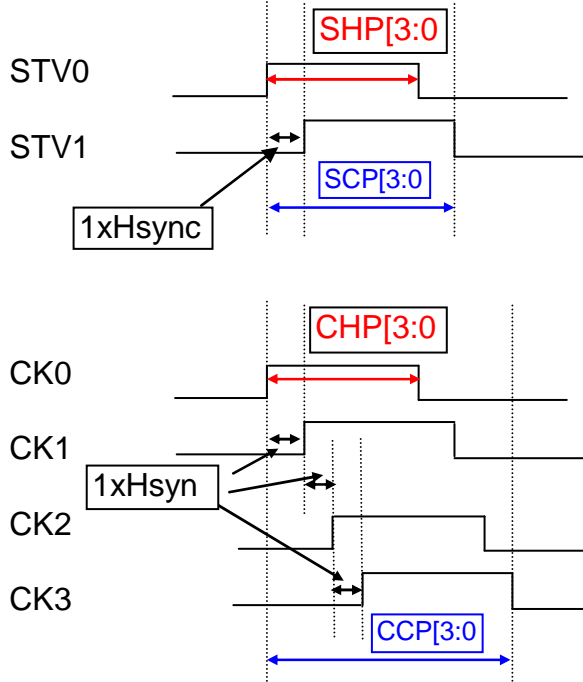 SHP[3:0
STV0
STV1
SCP[3:0
1xHsync
CHP[3:0
CK0
CK1
1xHsyn
CK2
CK3
CCP[3:0